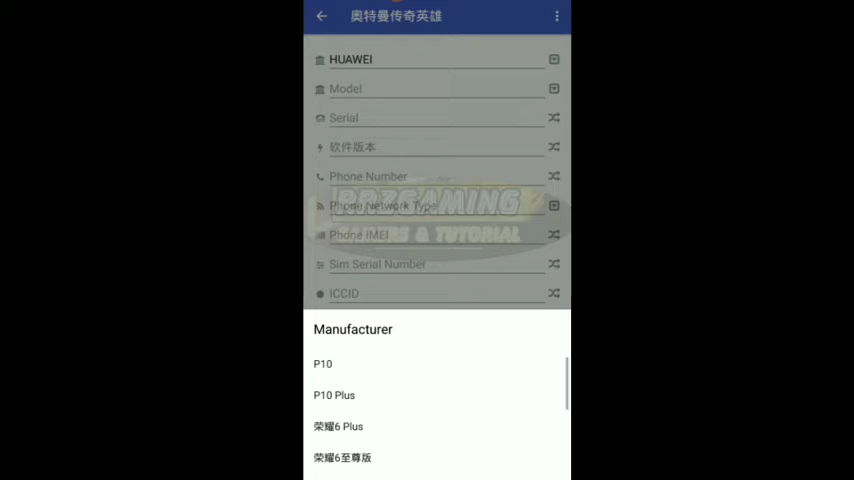 奥特曼传奇英雄
HUAWEI
Model
Serial
软件版本
Phone Number
RRZGAMING
Phone Network Type
Phone IMEI
& TUTORIAL
Sim Serial Number
ICCID
Manufacturer
P10
P10 Plus
荣耀6 Plus
荣耀6至尊版